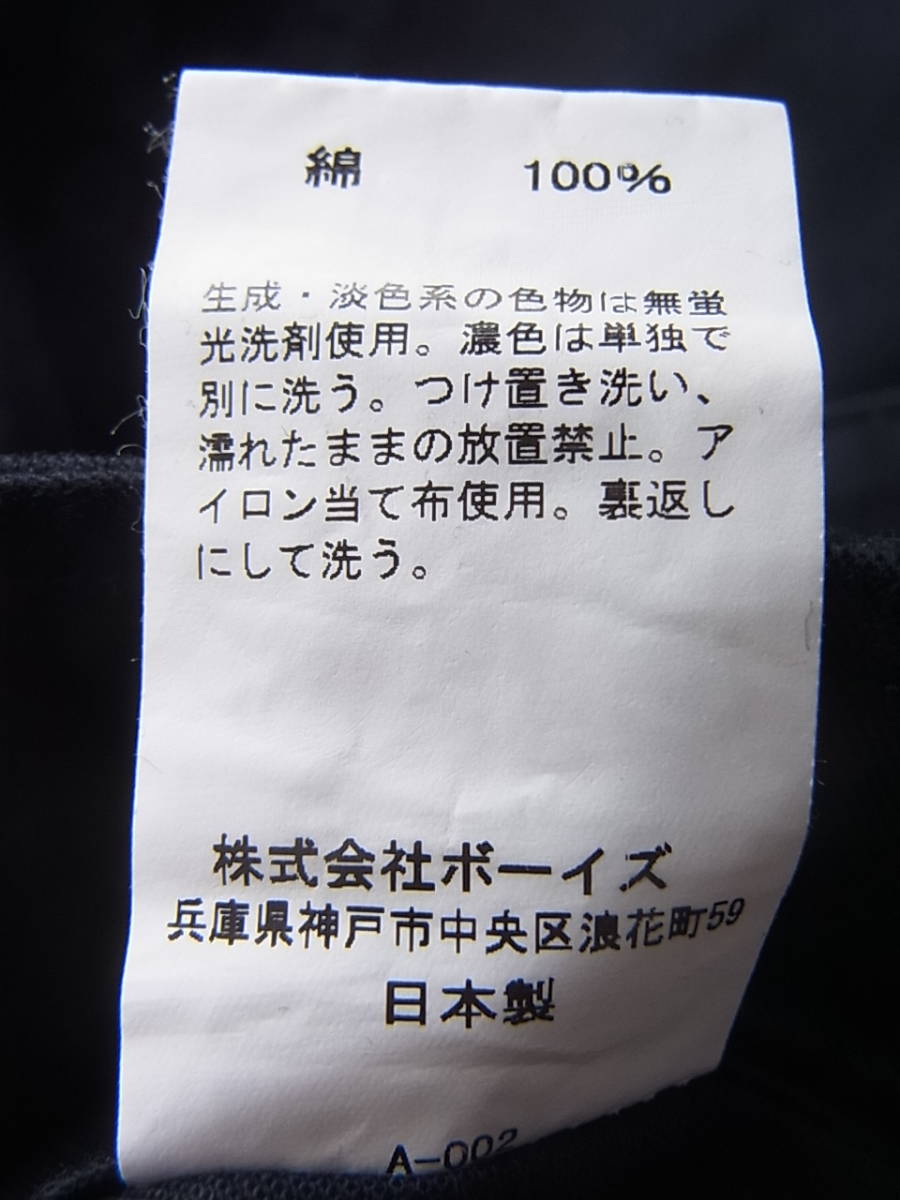 綿 100%
生成・淡色系の色物は無蛍
光洗剤使用。濃色は単独で
別に洗う。つけ置き洗い、
濡れたままの放置禁止。ア
イロン当て布使用。裏返し
にして洗う。
株式会社ボーイズ
兵庫県神戸市中央区浪花町59
日本製
A-002